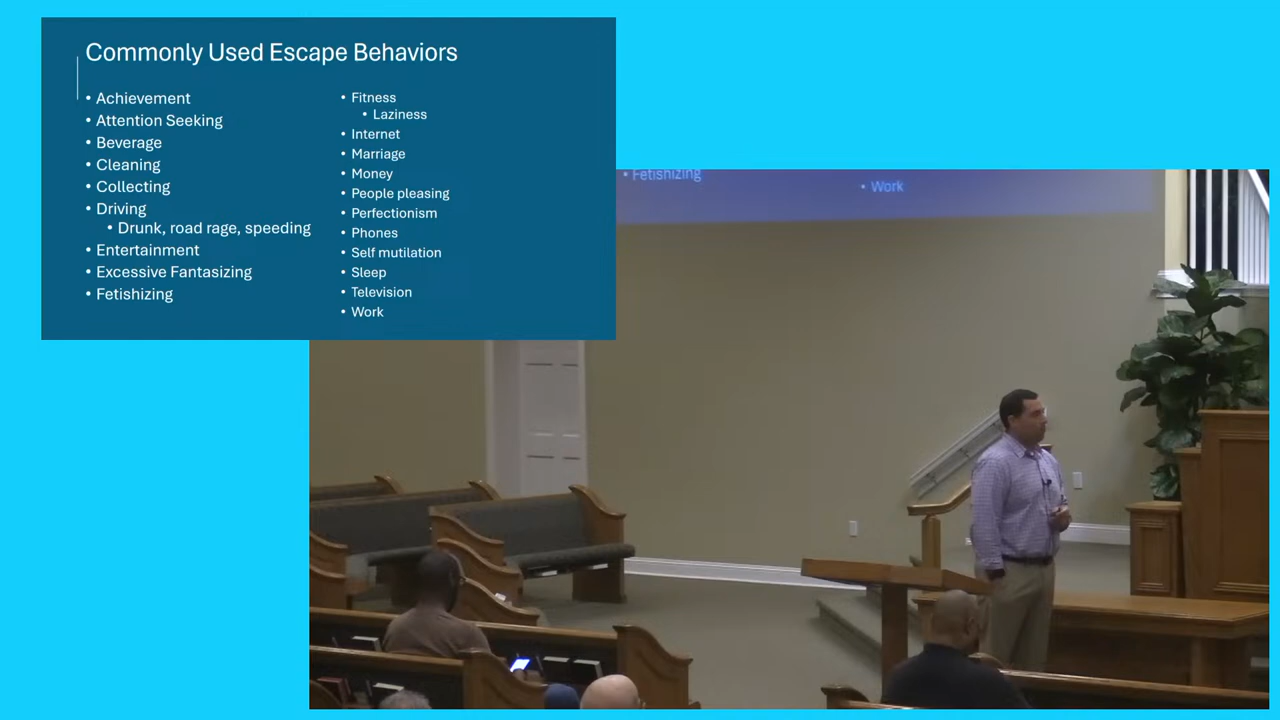 Commonly Used Escape Behaviors
• Achievement
• Attention Seeking
• Beverage
• Cleaning
• Collecting
• Driving
• Drunk, road rage, speeding
• Entertainment
• Excessive Fantasizing
• Fetishizing
• Fitness
• Laziness
• Internet
• Marriage
• Money
• People pleasing
• Perfectionism
• Phones
• Self mutilation
• Sleep
• Television
• Work
• Fetishizing
• Work